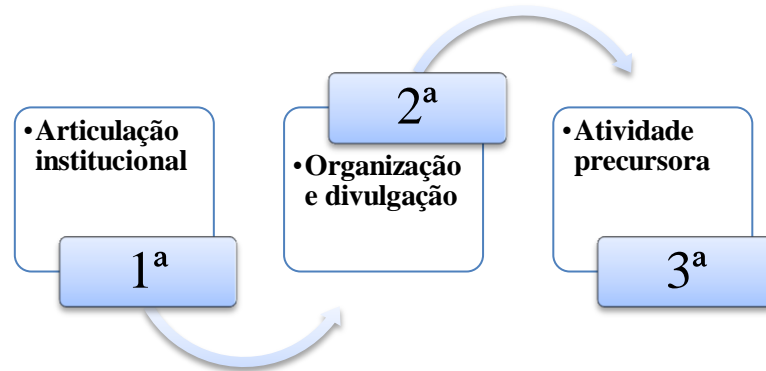 •Articulação
institucional
1ª
2ª
•Organização
e divulgação
•Atividade
precursora
3ª